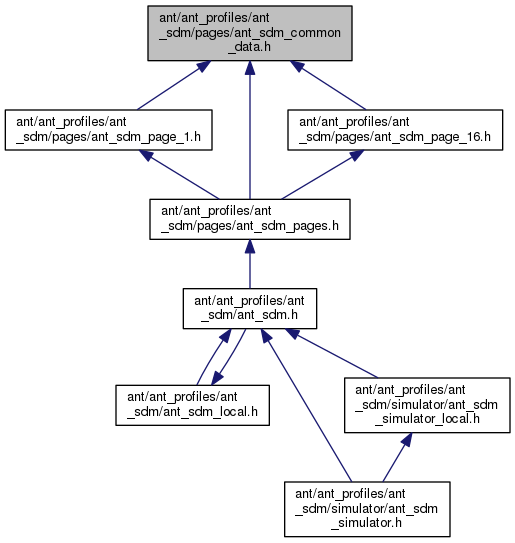 ant/ant_profiles/ant
_sdm/pages/ant_sdm_common
_data.h
ant/ant_profiles/ant
_sdm/pages/ant_sdm_page_1.h
ant/ant_profiles/ant
_sdm/pages/ant_sdm_page_16.h
ant/ant_profiles/ant
_sdm/pages/ant_sdm_pages.h
ant/ant_profiles/ant
_sdm/ant_sdm.h
ant/ant_profiles/ant
_sdm/ant_sdm_local.h
ant/ant_profiles/ant
_sdm/simulator/ant_sdm
_simulator_local.h
ant/ant_profiles/ant
_sdm/simulator/ant_sdm
_simulator.h